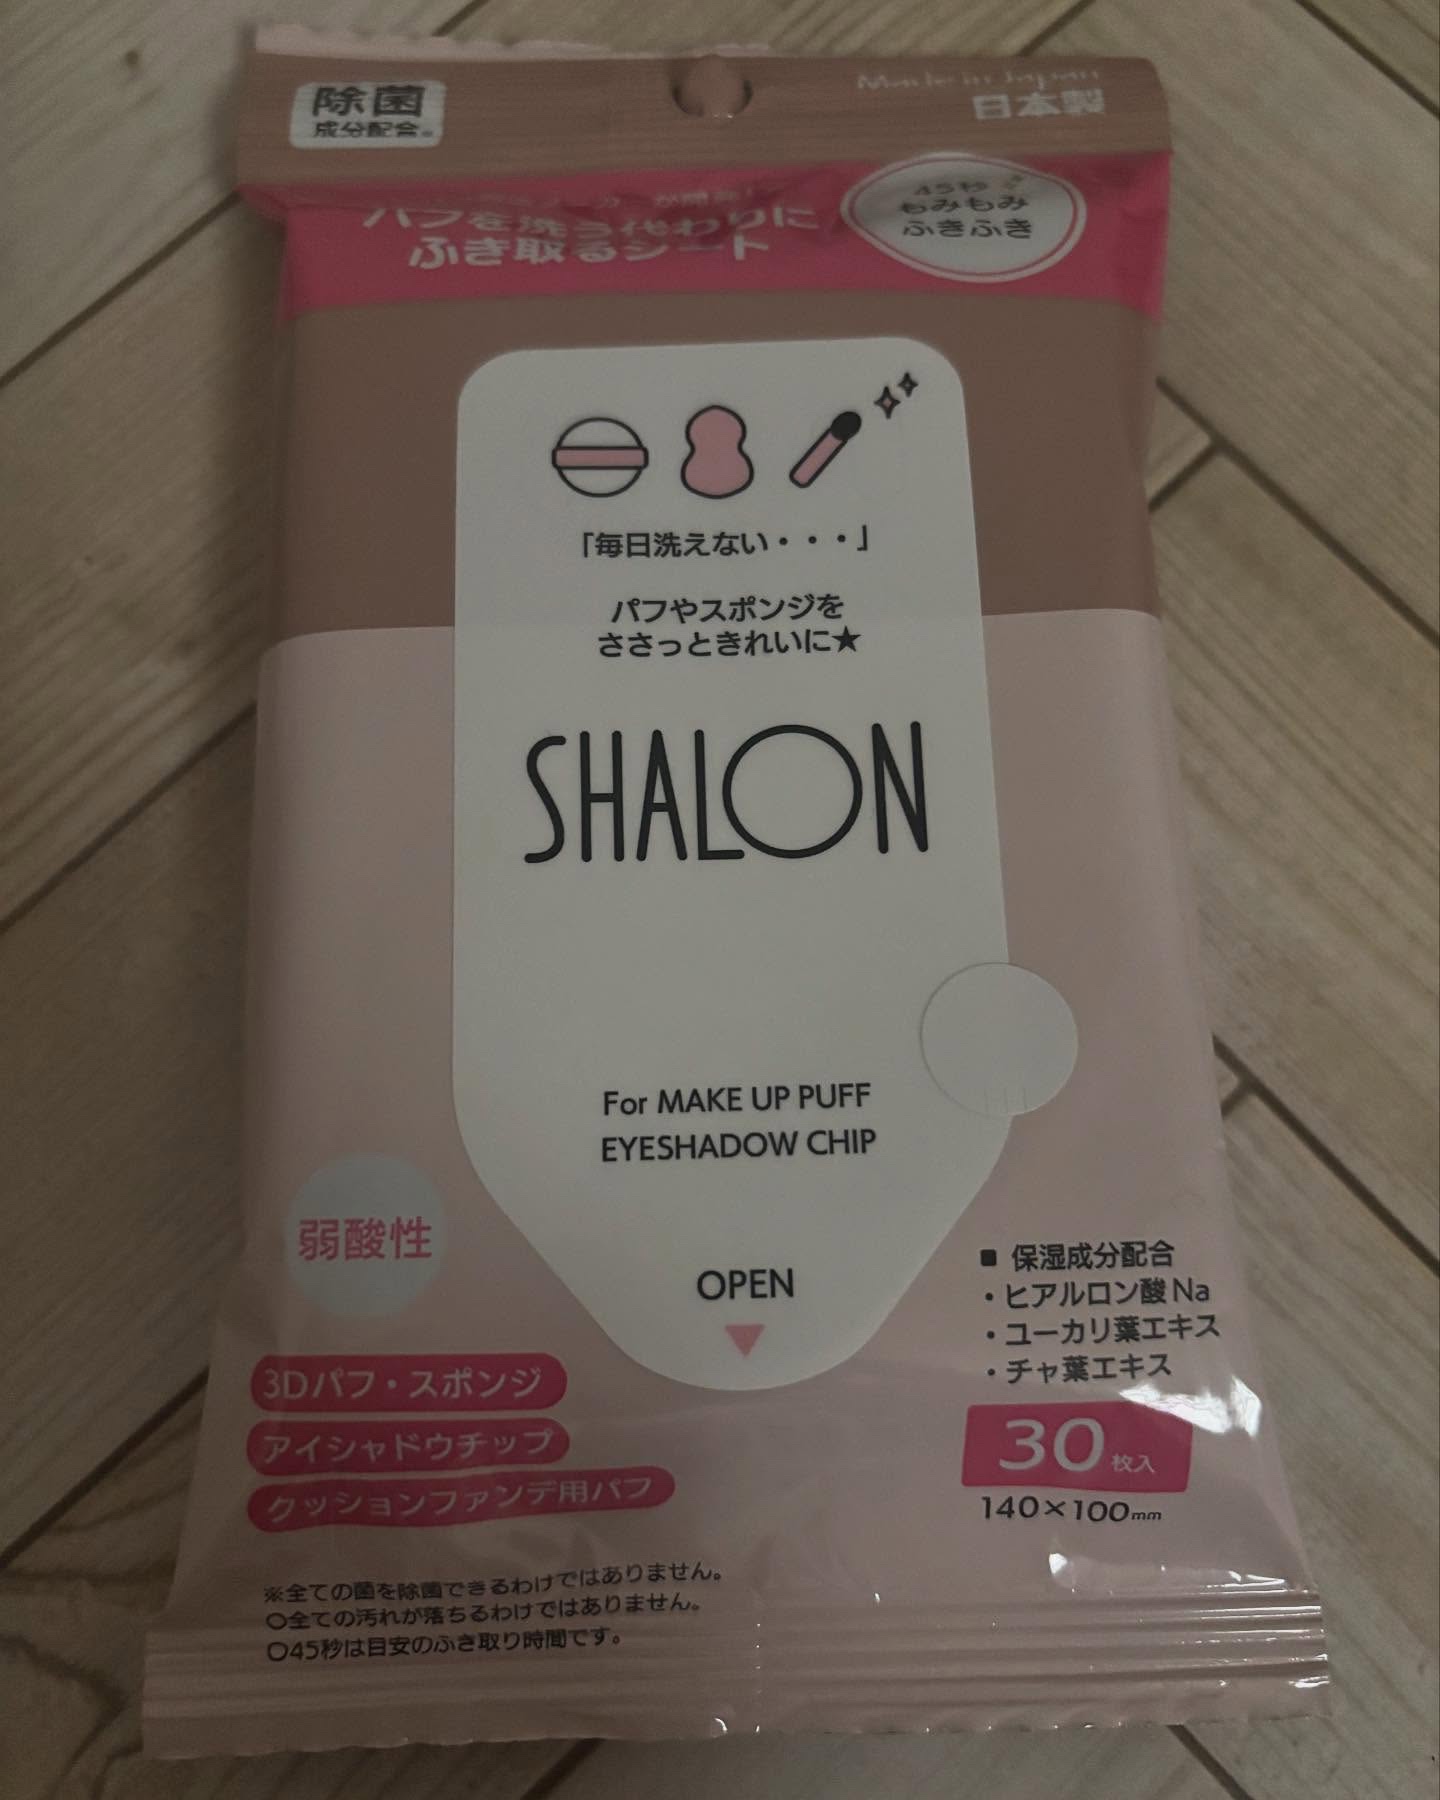 除菌
成分配合。
Made in Japan
日本製
パフを洗う代わりに
ふき取るシート
45秒
もみもみ
ふきふき
「毎日洗えない・・・」
パフやスポンジを
ささっときれいに★
SHALON
For MAKE UP PUFF
EYESHADOW CHIP
OPEN
弱酸性
3Dパフ・スポンジ
アイシャドウチップ
クッションファンデ用パフ
■ 保湿成分配合
・ヒアルロン酸Na
・ユーカリ葉エキス
・チャ葉エキス
30枚入
140×100mm
※全ての菌を除菌できるわけではありません。
○全ての汚れが落ちるわけではありません。
○45秒は目安のふき取り時間です。